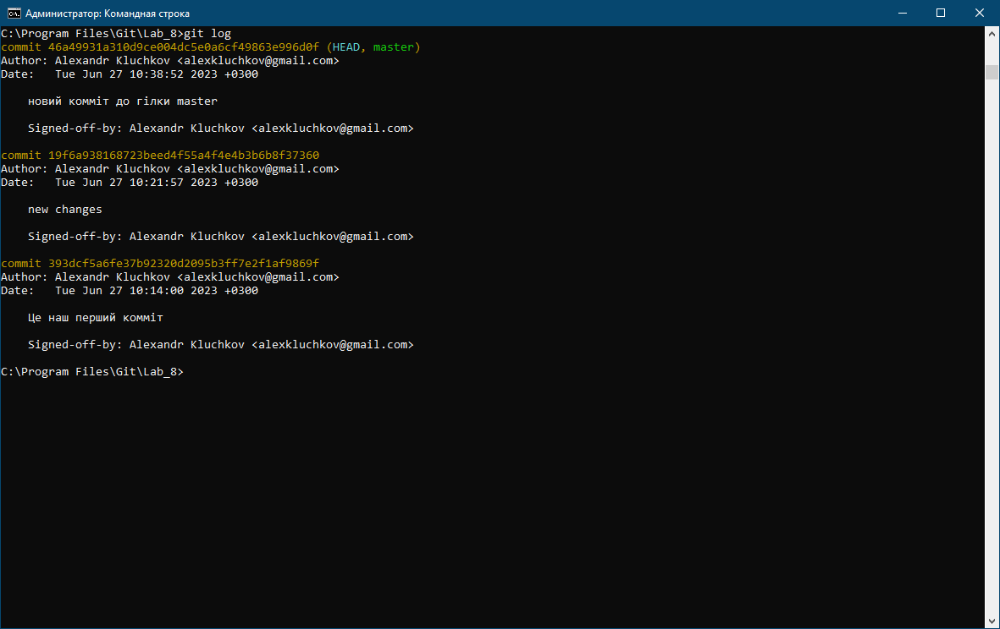 Администратор: Командная строка
C:\Program Files\Git\Lab_8>git log
commit 46a49931a310d9ce004dc5e0a6cf49863e996d0f (HEAD, master)
Author: Alexandr Kluchkov <alexkluchkov@gmail.com>
Date:   Tue Jun 27 10:38:52 2023 +0300
новий комміт до гілки master
Signed-off-by: Alexandr Kluchkov <alexkluchkov@gmail.com>
commit 19f6a938168723beed4f55a4f4e4b3b6b8f37360
Author: Alexandr Kluchkov <alexkluchkov@gmail.com>
Date:   Tue Jun 27 10:21:57 2023 +0300
new changes
Signed-off-by: Alexandr Kluchkov <alexkluchkov@gmail.com>
commit 393dcf5a6fe37b92320d2095b3ff7e2f1af9869f
Author: Alexandr Kluchkov <alexkluchkov@gmail.com>
Date:   Tue Jun 27 10:14:00 2023 +0300
Це наш перший комміт
Signed-off-by: Alexandr Kluchkov <alexkluchkov@gmail.com>
C:\Program Files\Git\Lab_8>